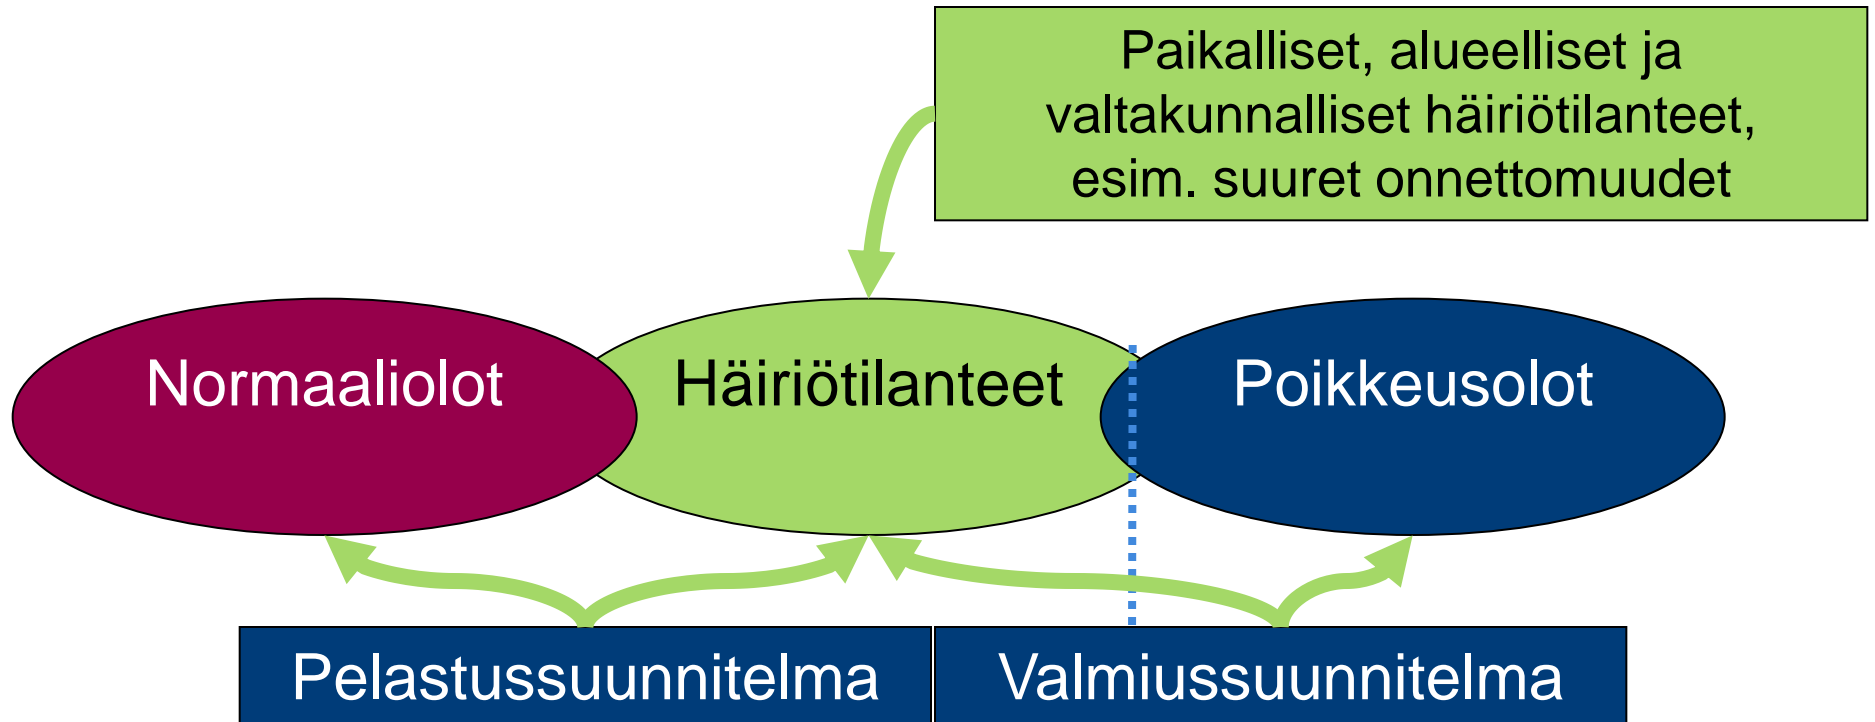 Paikalliset, alueelliset ja
valtakunnalliset häiriötilanteet,
esim. suuret onnettomuudet
Normaaliolot
Häiriötilanteet
Poikkeusolot
Pelastussuunnitelma
Valmiussuunnitelma